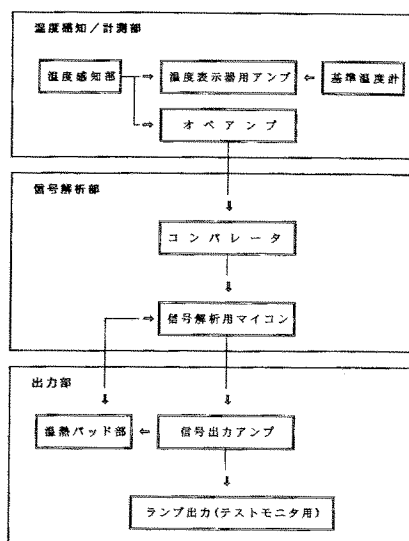 温度感知／計測部
温度感知部 ⇒ 温度表示器用アンプ ⇐ 基準温度計
⇒ オペアンプ
⇓
信号解析部
コンパレータ
⇓
⇒ 信号解析用マイコン
⇓ ⇓
出力部
温熱パッド部 ⇐ 信号出力アンプ
⇓
ランプ出力(テストモニタ用)